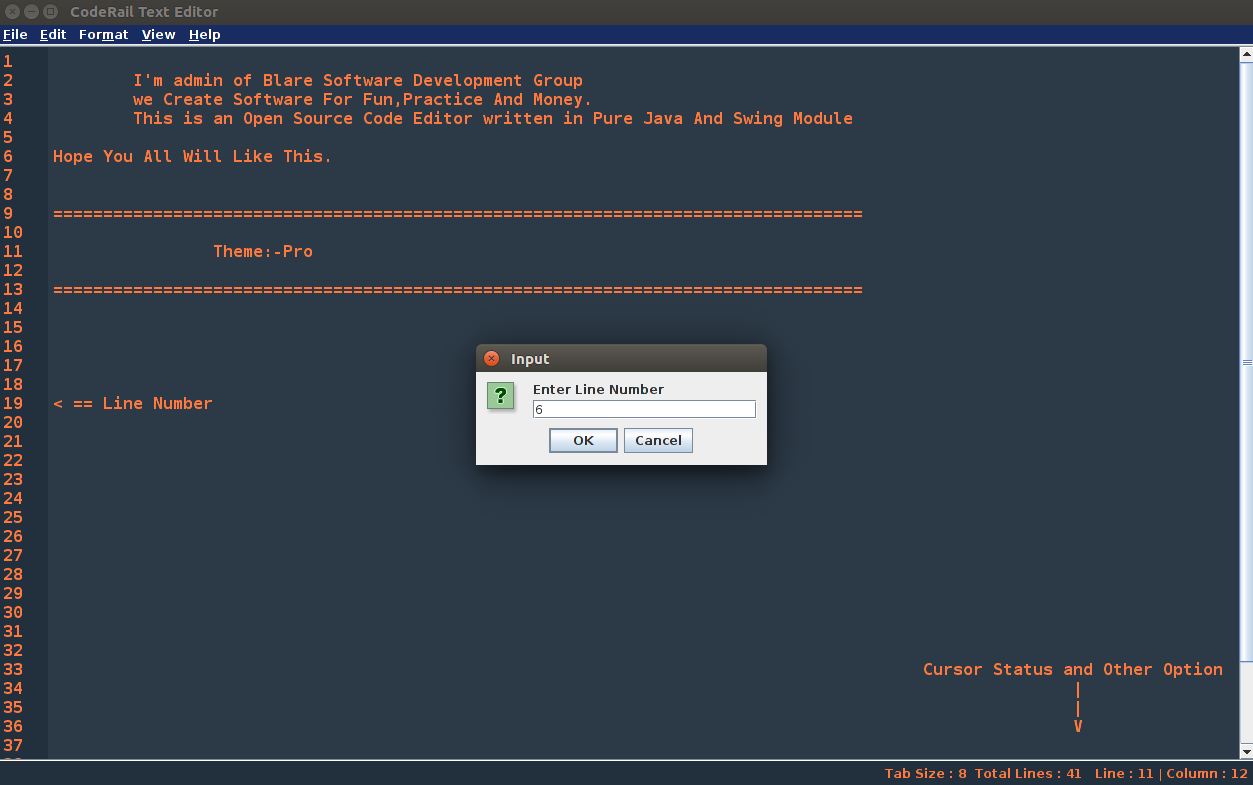 CodeRail Text Editor
File Edit Format View Help
1
2 I'm admin of Blare Software Development Group
3 we Create Software For Fun,Practice And Money.
4 This is an Open Source Code Editor written in Pure Java And Swing Module
5
6 Hope You All Will Like This.
7
8
9 =================================================================================
10
11 Theme:-Pro
12
13 =================================================================================
14
15
16
17
18
19 < == Line Number
20
21
22
23
24
25
26
27
28
29
30
31
32
33 Cursor Status and Other Option
34 |
35 |
36 V
37
Input
Enter Line Number
6
OK Cancel
Tab Size : 8 Total Lines : 41 Line : 11 | Column : 12